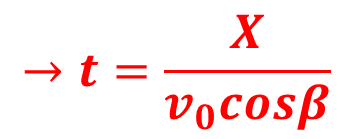 → t = X / v₀cosβ